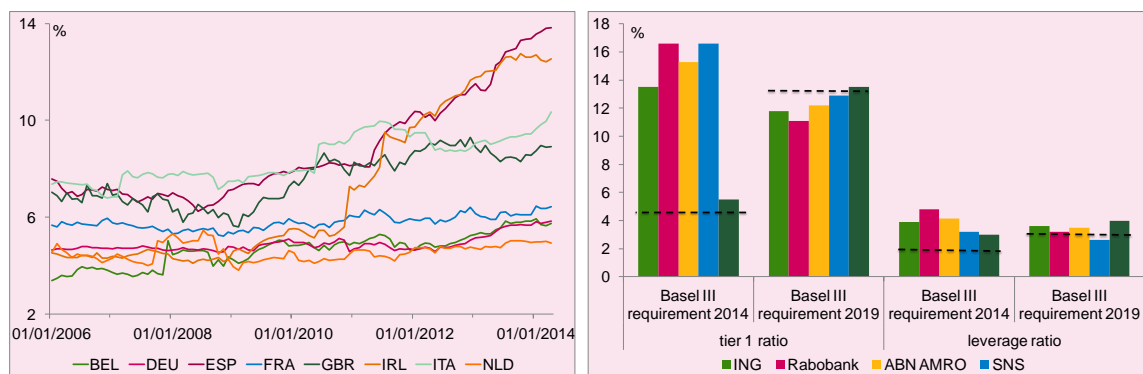 14
%
10
6
2
01/01/2006
01/01/2008
01/01/2010
01/01/2012
01/01/2014
BEL DEU ESP FRA GBR IRL ITA NLD
%
18
16
14
12
10
8
6
4
2
0
Basel III requirement 2014
Basel III requirement 2019
Basel III requirement 2014
Basel III requirement 2019
tier 1 ratio
leverage ratio
ING Rabobank ABN AMRO SNS